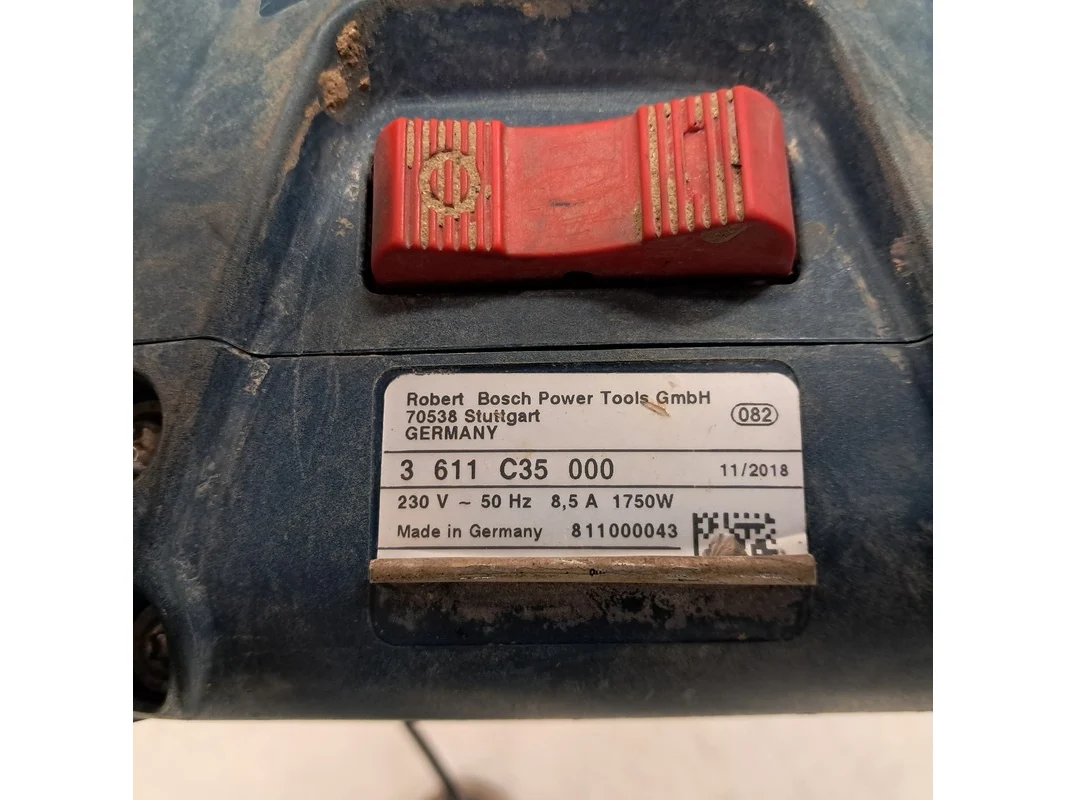 Robert Bosch Power Tools GmbH
70538 Stuttgart
GERMANY
082
3 611 C35 000
11/2018
230 V ~ 50 Hz 8,5 A 1750W
Made in Germany 811000043